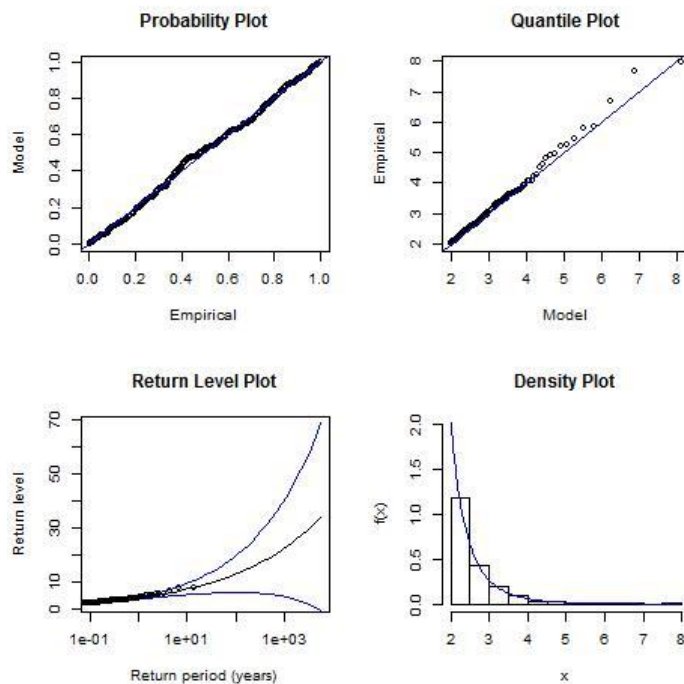 Probability Plot
Model
0.0 0.2 0.4 0.6 0.8 1.0
0.0 0.2 0.4 0.6 0.8 1.0
Empirical
Quantile Plot
Empirical
2 3 4 5 6 7 8
2 3 4 5 6 7 8
Model
Return Level Plot
Return level
0 10 30 50 70
1e-01 1e+01 1e+03
Return period (years)
Density Plot
f(x)
0.0 0.5 1.0 1.5 2.0
2 3 4 5 6 7 8
x